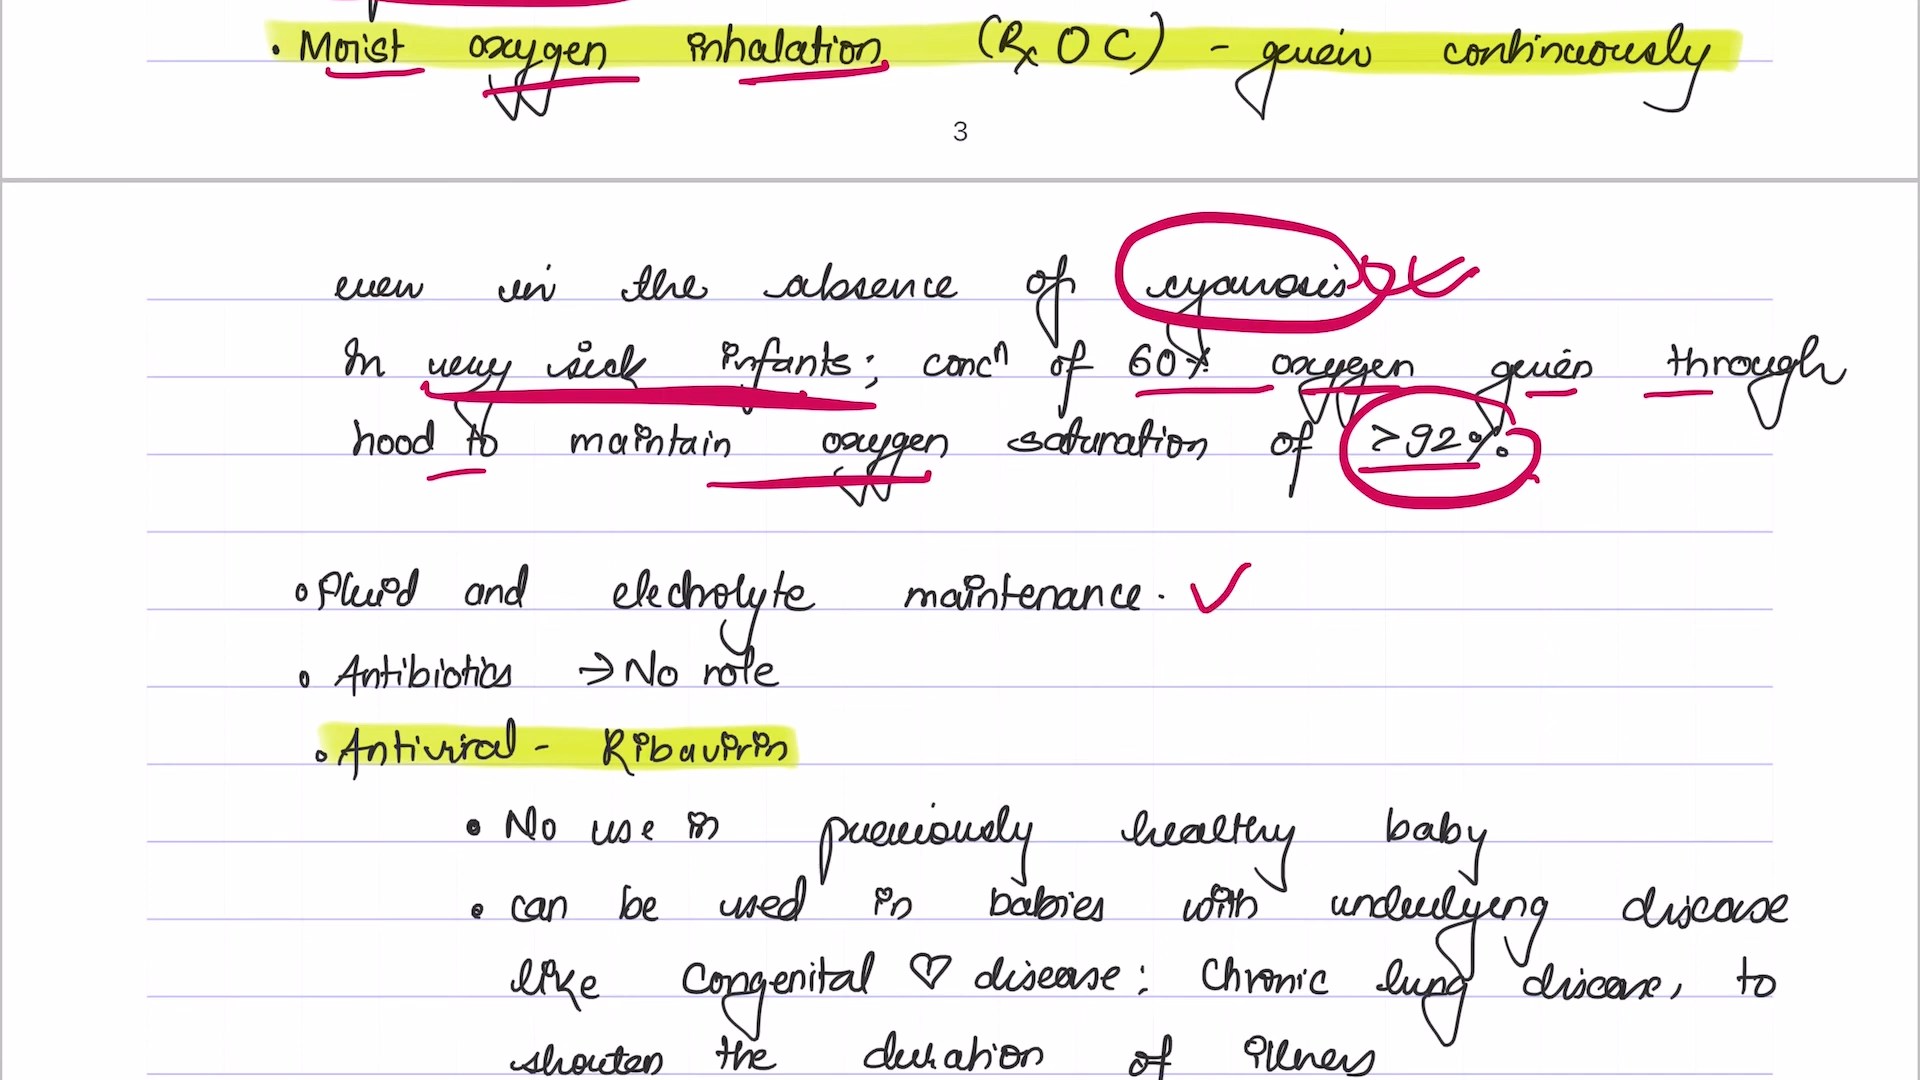 • Moist oxygen inhalation (Rx O C) - given continuously
3
even in the absence of cyanosis
In very sick infants; concⁿ of 60% oxygen given through
hood to maintain oxygen saturation of >92%.
• Fluid and electrolyte maintenance.
• Antibiotics → No role
• Antiviral - Ribavirin
• No use in previously healthy baby
• can be used in babies with underlying disease
like Congenital ♡ disease: Chronic lung disease, to
shorten the duration of illness